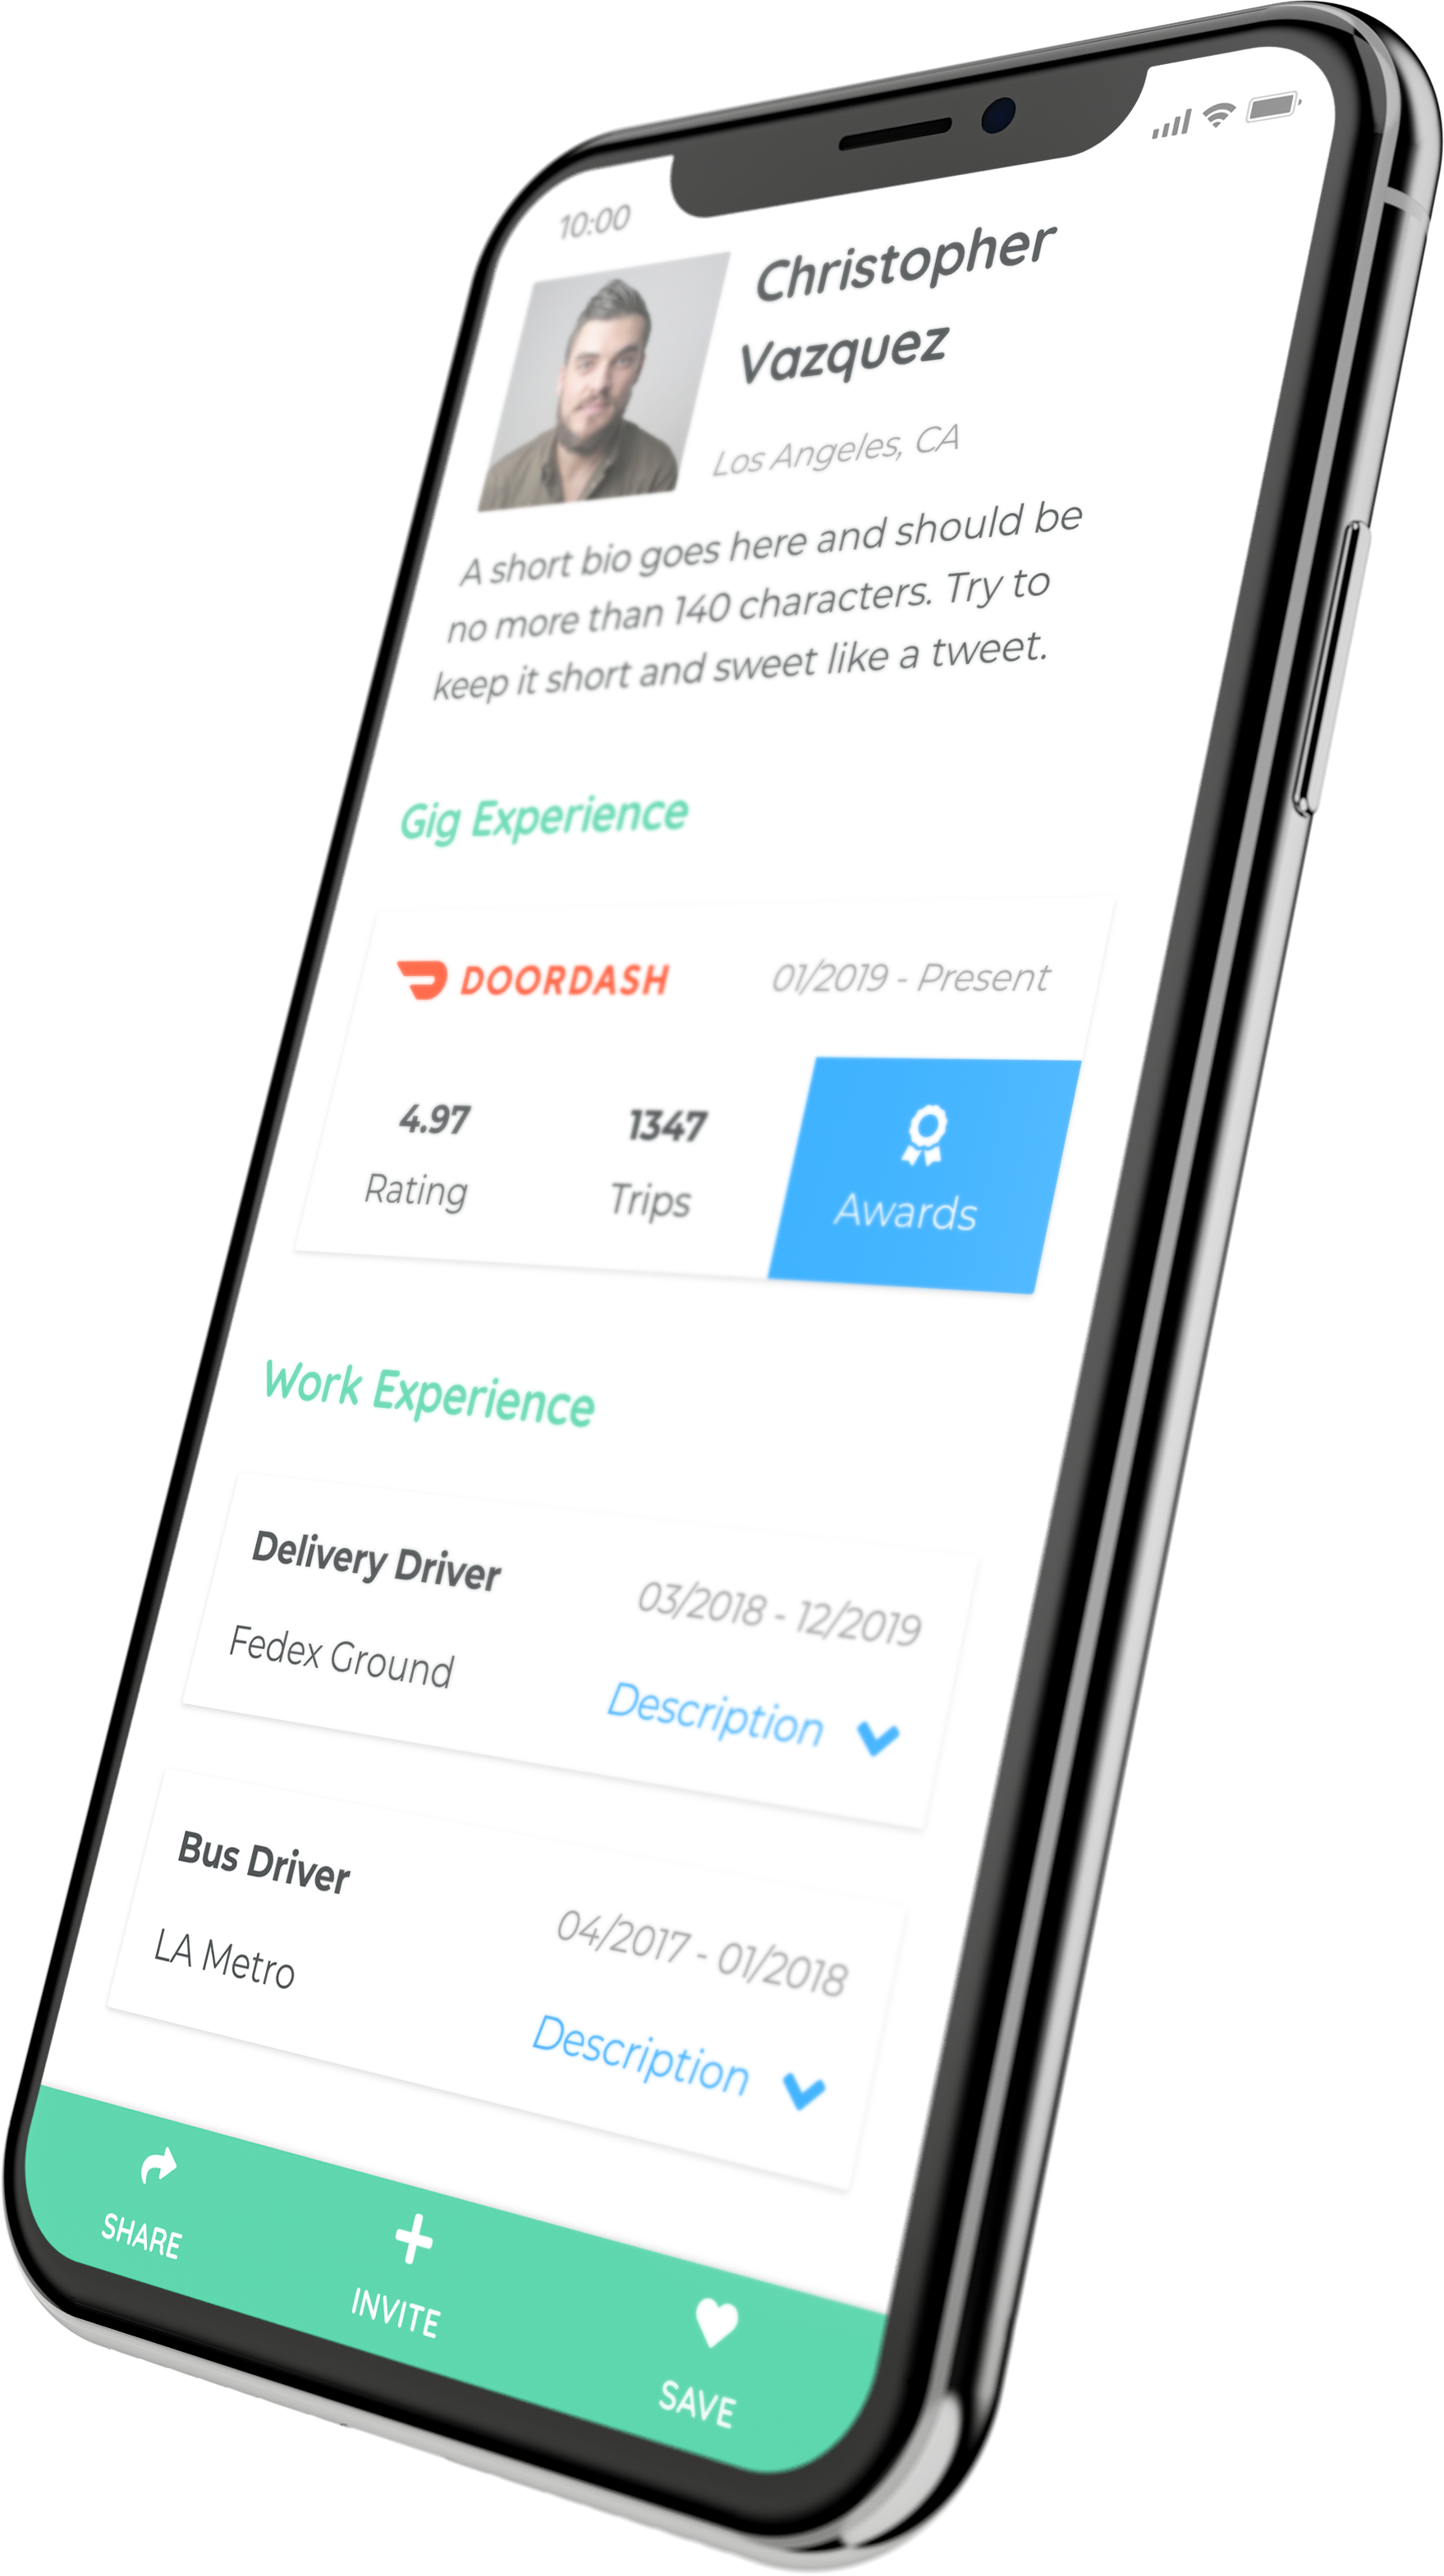 10:00
Christopher
Vazquez
Los Angeles, CA
A short bio goes here and should be
no more than 140 characters. Try to
keep it short and sweet like a tweet.
Gig Experience
DOORDASH 01/2019 - Present
4.97 1347
Rating Trips Awards
Work Experience
Delivery Driver 03/2018 - 12/2019
Fedex Ground Description
Bus Driver 04/2017 - 01/2018
LA Metro Description
SHARE INVITE SAVE